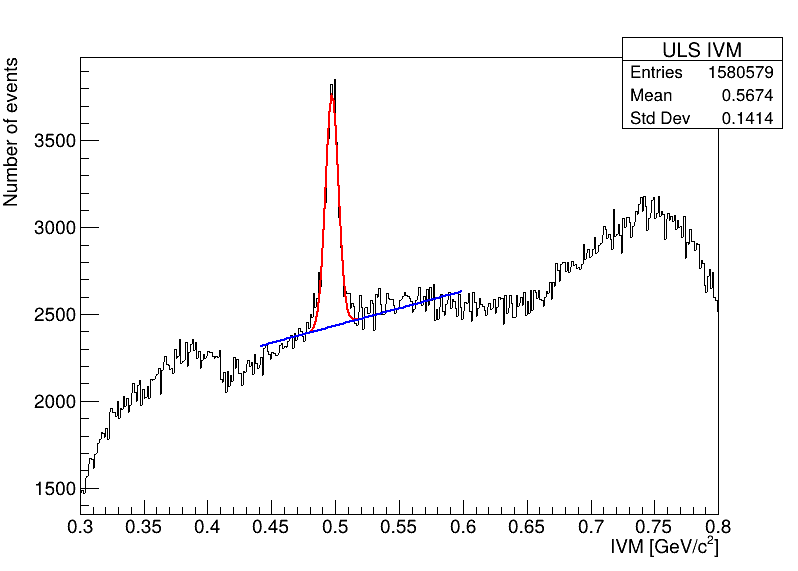 ULS IVM
Entries 1580579
Mean 0.5674
Std Dev 0.1414
Number of events
3500
3000
2500
2000
1500
0.3 0.35 0.4 0.45 0.5 0.55 0.6 0.65 0.7 0.75 0.8
IVM [GeV/c²]